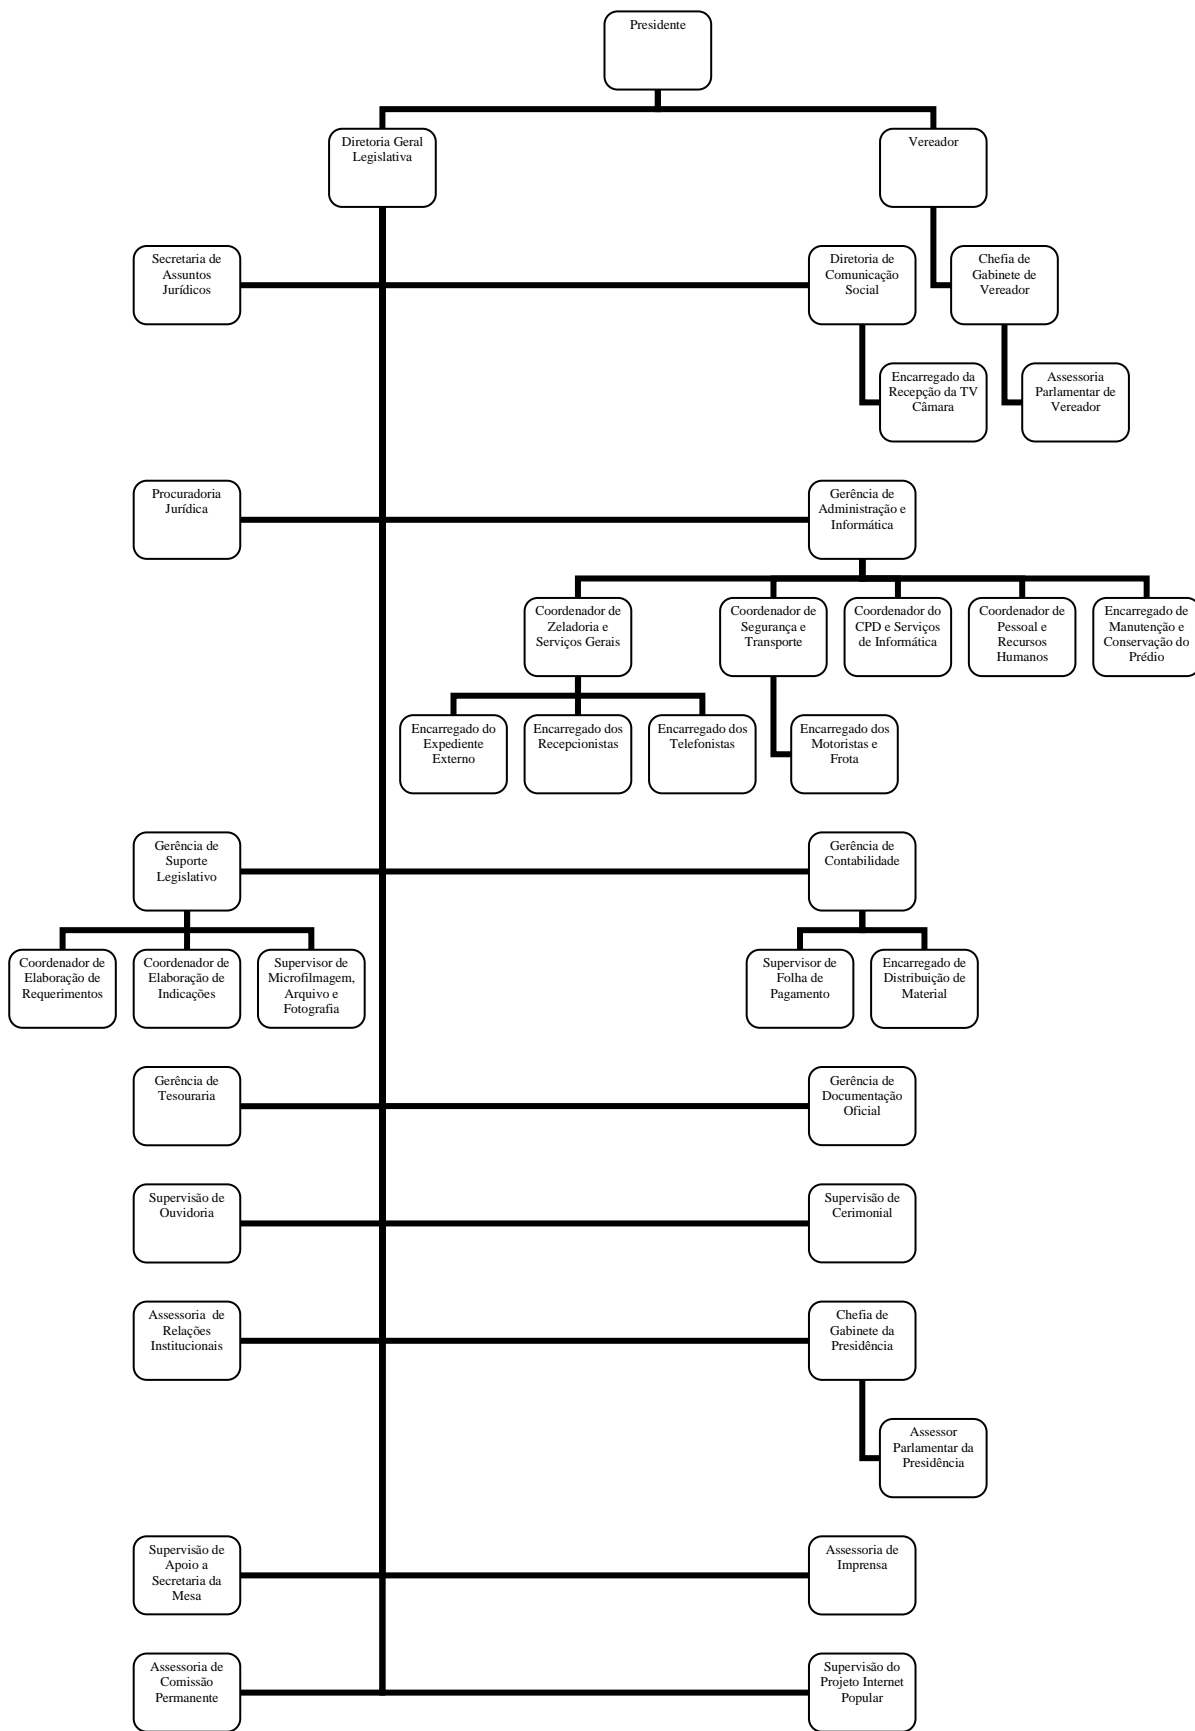 Presidente
Diretoria Geral
Legislativa
Vereador
Secretaria de
Assuntos
Jurídicos
Diretoria de
Comunicação
Social
Chefia de
Gabinete de
Vereador
Encarregado da
Recepção da TV
Câmara
Assessoria
Parlamentar de
Vereador
Procuradoria
Jurídica
Gerência de
Administração e
Informática
Coordenador de
Zeladoria e
Serviços Gerais
Coordenador de
Segurança e
Transporte
Coordenador do
CPD e Serviços
de Informática
Coordenador de
Pessoal e
Recursos
Humanos
Encarregado de
Manutenção e
Conservação do
Prédio
Encarregado do
Expediente
Externo
Encarregado dos
Recepcionistas
Encarregado dos
Telefonistas
Encarregado dos
Motoristas e
Frota
Gerência de
Suporte
Legislativo
Gerência de
Contabilidade
Coordenador de
Elaboração de
Requerimentos
Coordenador de
Elaboração de
Indicações
Supervisor de
Microfilmagem,
Arquivo e
Fotografia
Supervisor de
Folha de
Pagamento
Encarregado de
Distribuição de
Material
Gerência de
Tesouraria
Gerência de
Documentação
Oficial
Supervisão de
Ouvidoria
Supervisão de
Cerimonial
Assessoria  de
Relações
Institucionais
Chefia de
Gabinete da
Presidência
Assessor
Parlamentar da
Presidência
Supervisão de
Apoio a
Secretaria da
Mesa
Assessoria de
Imprensa
Assessoria de
Comissão
Permanente
Supervisão do
Projeto Internet
Popular